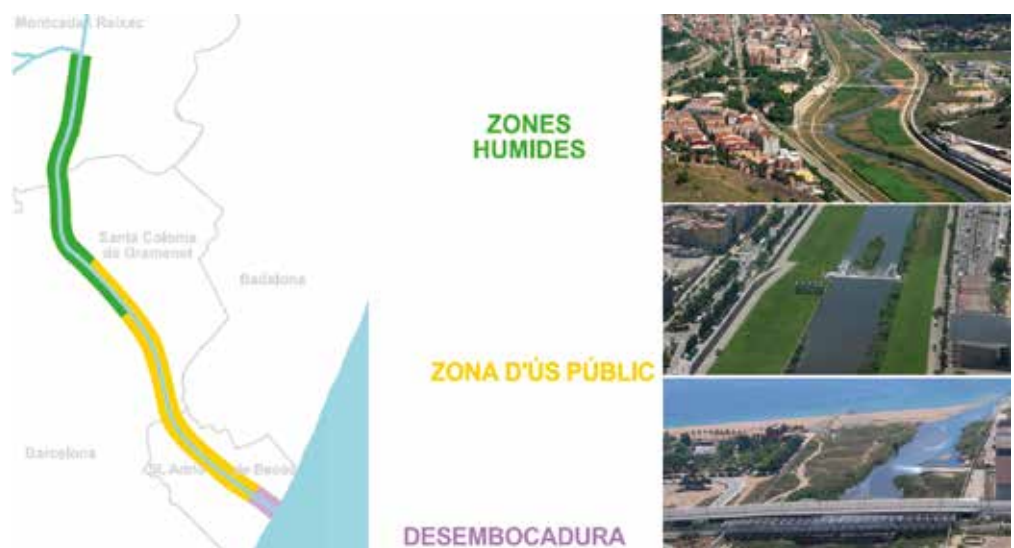 Montcada i Reixac
ZONES
HUMIDES
Santa Coloma
de Gramenet
Badalona
ZONA D'ÚS PÚBLIC
Barcelona
DESEMBOCADURA